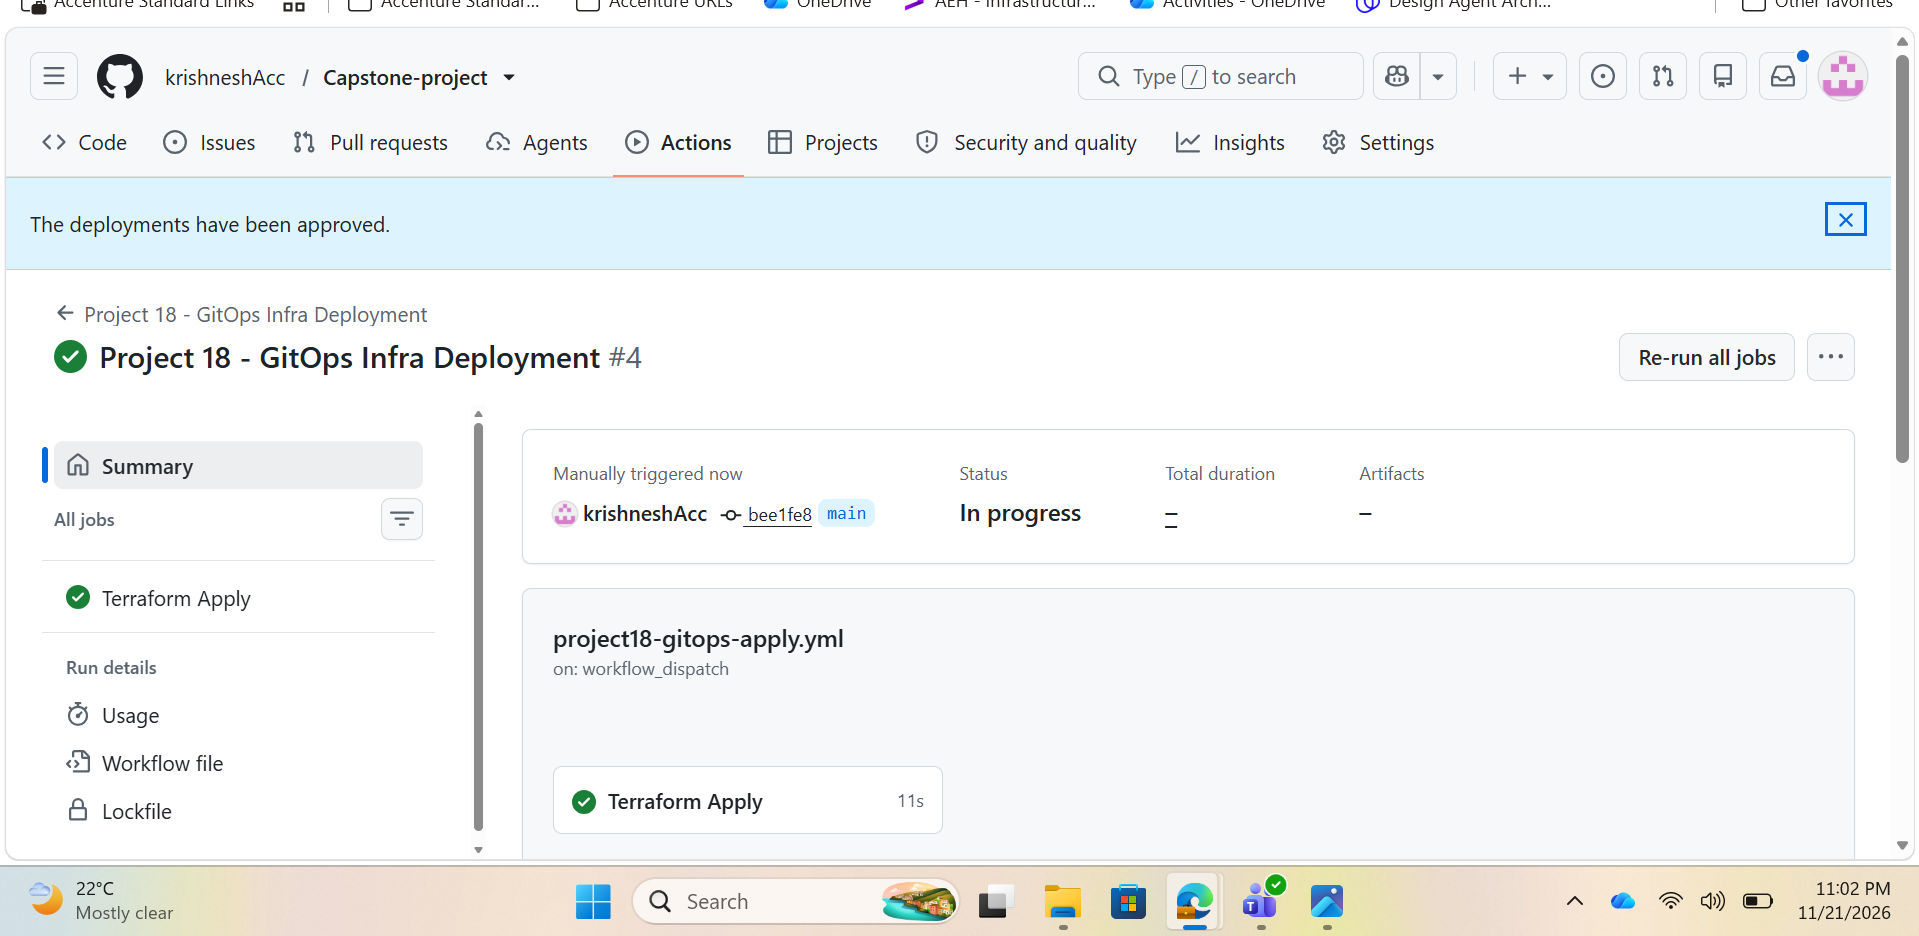 Accenture Standard Links
Accenture Standar...
Accenture URLs
OneDrive
AEH - Infrastructur...
Activities - OneDrive
Design Agent Arch...
Other favorites
krishneshAcc / Capstone-project
Type / to search
Code
Issues
Pull requests
Agents
Actions
Projects
Security and quality
Insights
Settings
The deployments have been approved.
Project 18 - GitOps Infra Deployment
Project 18 - GitOps Infra Deployment #4
Re-run all jobs
Summary
All jobs
Terraform Apply
Run details
Usage
Workflow file
Lockfile
Manually triggered now
krishneshAcc bee1fe8 main
Status
In progress
Total duration
–
Artifacts
–
project18-gitops-apply.yml
on: workflow_dispatch
Terraform Apply 11s
22°C
Mostly clear
Search
T
11:02 PM
11/21/2026